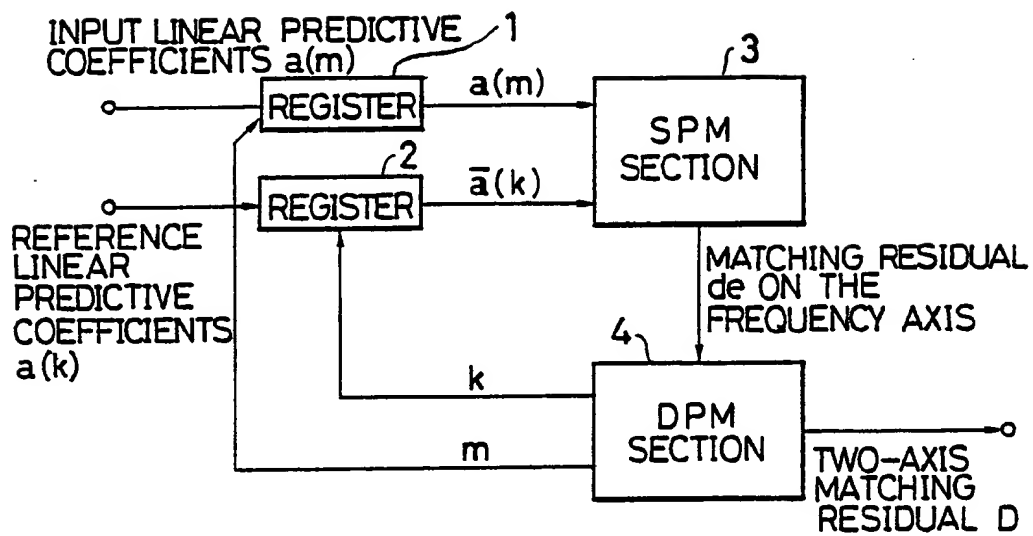 INPUT LINEAR PREDICTIVE
COEFFICIENTS a(m)
1
REGISTER
a(m)
3
SPM
SECTION
2
REGISTER
ā(k)
REFERENCE
LINEAR
PREDICTIVE
COEFFICIENTS
a(k)
MATCHING RESIDUAL
de ON THE
FREQUENCY AXIS
4
k
DPM
SECTION
m
TWO-AXIS
MATCHING
RESIDUAL D